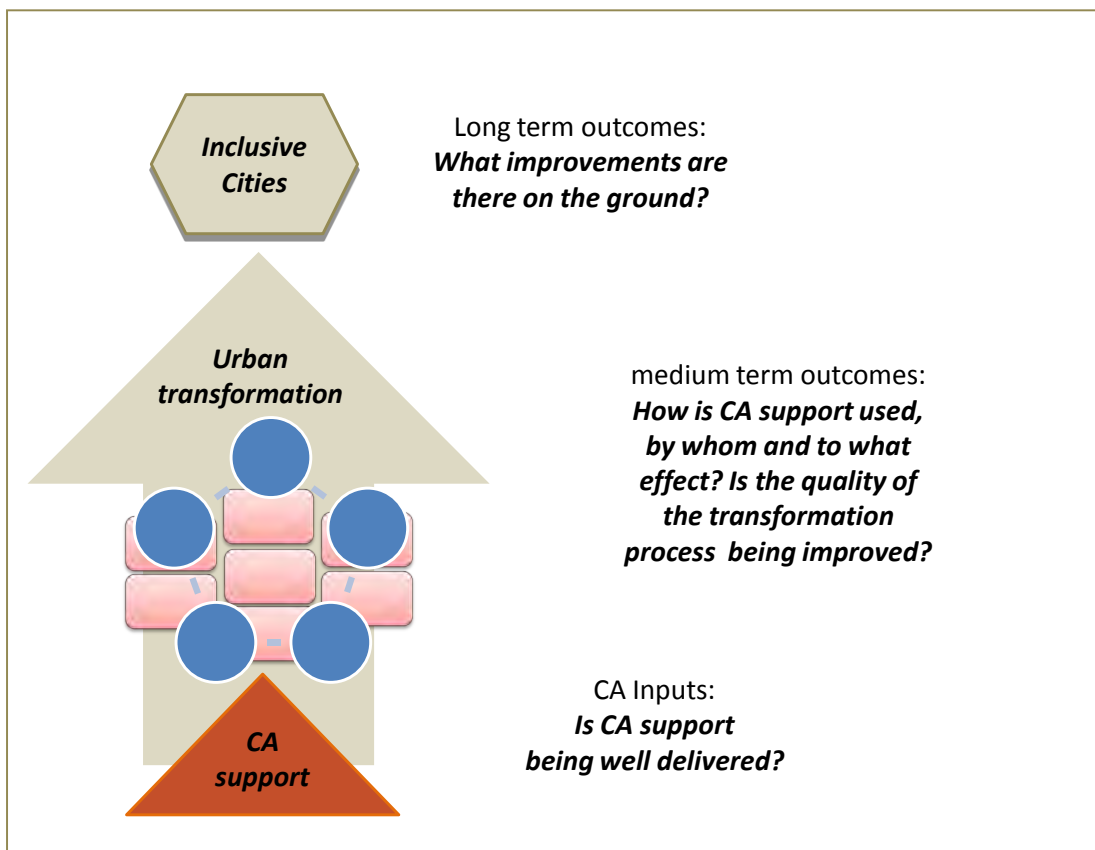 Inclusive
Cities
Long term outcomes:
What improvements are
there on the ground?
Urban
transformation
medium term outcomes:
How is CA support used,
by whom and to what
effect? Is the quality of
the transformation
process  being improved?
CA Inputs:
Is CA support
being well delivered?
CA
support